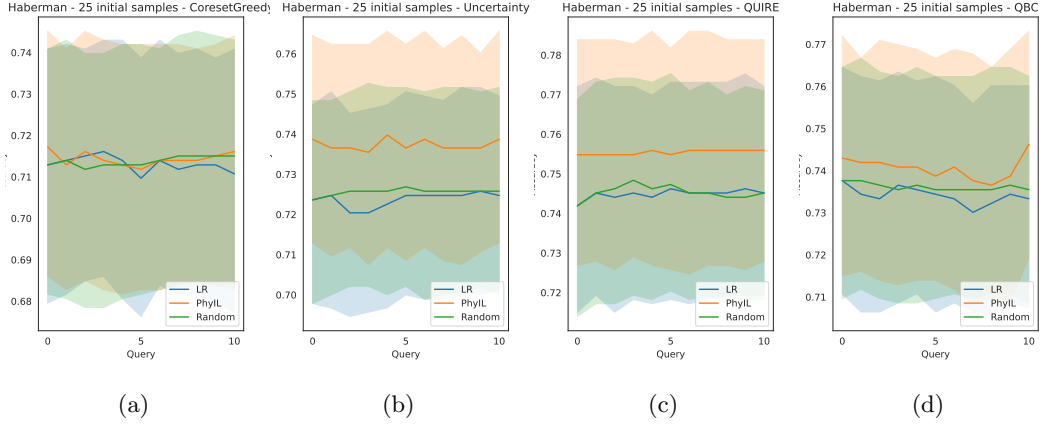 Haberman - 25 initial samples - CoresetGreedy
0.74
0.73
0.72
0.71
0.70
0.69
0.68
LR
PhyIL
Random
0
5
10
Query
(a)
Haberman - 25 initial samples - Uncertainty
0.76
0.75
0.74
0.73
0.72
0.71
0.70
LR
PhyIL
Random
0
5
10
Query
(b)
Haberman - 25 initial samples - QUIRE
0.78
0.77
0.76
0.75
0.74
0.73
0.72
LR
PhyIL
Random
0
5
10
Query
(c)
Haberman - 25 initial samples - QBC
0.77
0.76
0.75
0.74
0.73
0.72
0.71
LR
PhyIL
Random
0
5
10
Query
(d)